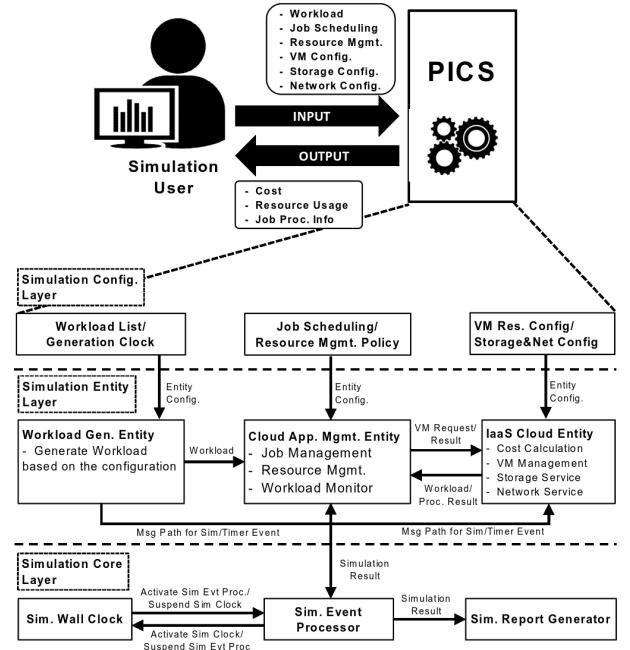 - Workload
- Job Scheduling
- Resource Mgmt.
- VM Config.
- Storage Config.
- Network Config.
PICS
INPUT
OUTPUT
Simulation
User
- Cost
- Resource Usage
- Job Proc. Info
Simulation Config.
Layer
Workload List/
Generation Clock
Job Scheduling/
Resource Mgmt. Policy
VM Res. Config/
Storage&Net Config
Simulation Entity
Layer
Entity
Config.
Entity
Config.
Entity
Config.
Workload Gen. Entity
- Generate Workload
based on the configuration
Workload
Cloud App. Mgmt. Entity
- Job Management
- Resource Mgmt.
- Workload Monitor
VM Request/
Result
Workload/
Proc. Result
IaaS Cloud Entity
- Cost Calculation
- VM Management
- Storage Service
- Network Service
Msg Path for Sim/Timer Event
Msg Path for Sim/Timer Event
Simulation Core
Layer
Simulation
Result
Sim. Wall Clock
Activate Sim Evt Proc./
Suspend Sim Clock
Activate Sim Clock/
Suspend Sim Evt Proc
Sim. Event
Processor
Simulation
Result
Sim. Report Generator